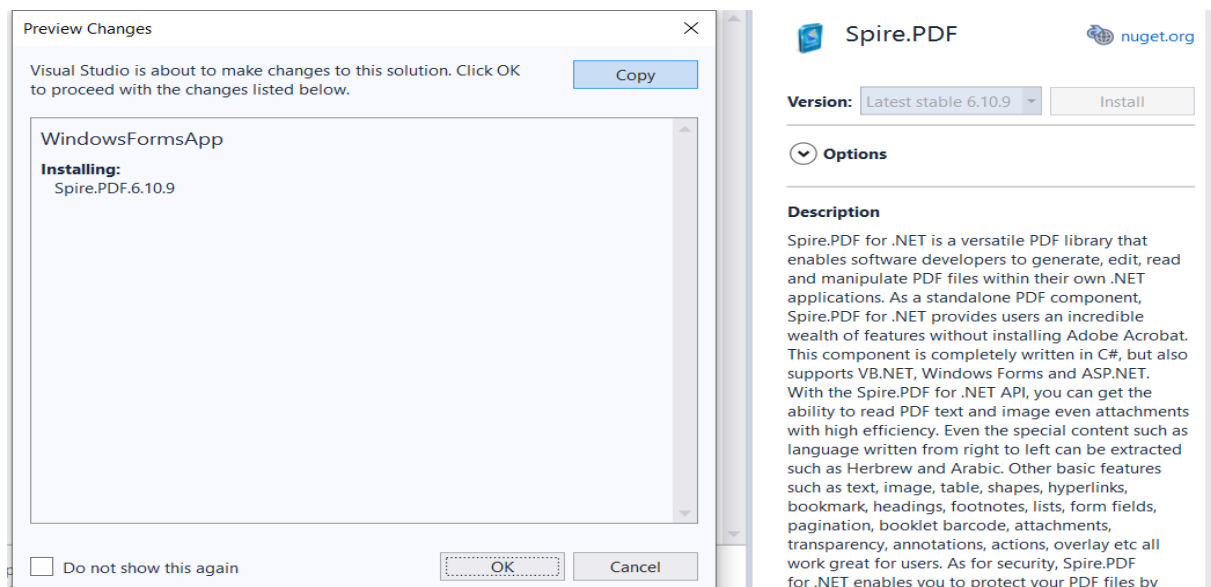 Preview Changes
Visual Studio is about to make changes to this solution. Click OK
to proceed with the changes listed below.
Copy
WindowsFormsApp
Installing:
Spire.PDF.6.10.9
Do not show this again
OK
Cancel
Spire.PDF
nuget.org
Version: Latest stable 6.10.9
Install
Options
Description
Spire.PDF for .NET is a versatile PDF library that
enables software developers to generate, edit, read
and manipulate PDF files within their own .NET
applications. As a standalone PDF component,
Spire.PDF for .NET provides users an incredible
wealth of features without installing Adobe Acrobat.
This component is completely written in C#, but also
supports VB.NET, Windows Forms and ASP.NET.
With the Spire.PDF for .NET API, you can get the
ability to read PDF text and image even attachments
with high efficiency. Even the special content such as
language written from right to left can be extracted
such as Herbrew and Arabic. Other basic features
such as text, image, table, shapes, hyperlinks,
bookmark, headings, footnotes, lists, form fields,
pagination, booklet barcode, attachments,
transparency, annotations, actions, overlay etc all
work great for users. As for security, Spire.PDF
for .NET enables you to protect your PDF files by